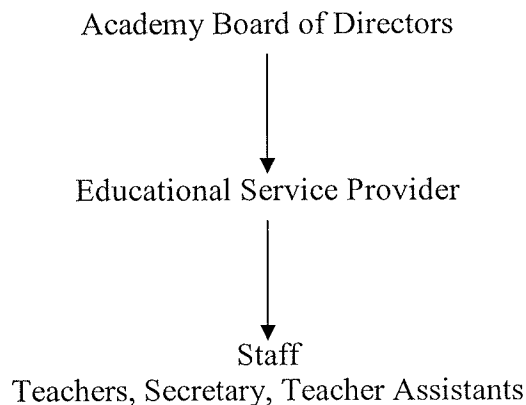 Academy Board of Directors
Educational Service Provider
Staff
Teachers, Secretary, Teacher Assistants